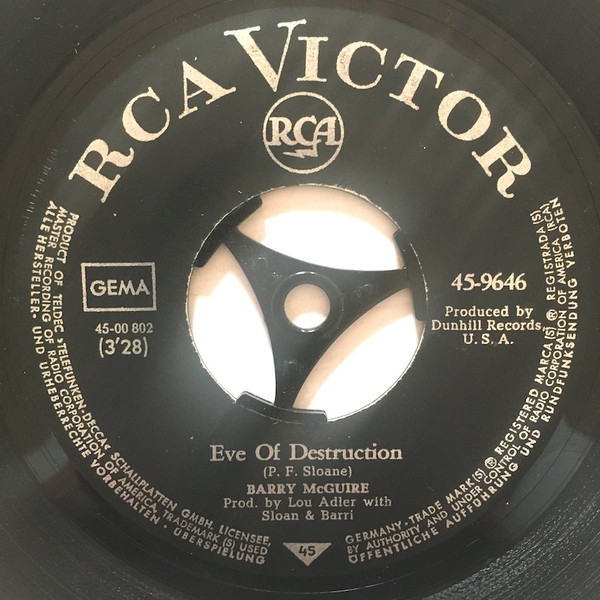 RCA VICTOR
RCA
GEMA
45-00 802
(3'28)
45-9646
Produced by
Dunhill Records,
U. S. A.
Eve Of Destruction
(P. F. Sloane)
BARRY McGUIRE
Prod. by Lou Adler with
Sloan & Barri
45
PRODUCT OF TELDEC »TELEFUNKEN-DECCA« SCHALLPLATTEN GMBH. LICENSEE,
MASTER RECORDING OF RADIO CORPORATION OF AMERICA, TRADEMARK (S) USED
ALLE HERSTELLER- UND URHEBERRECHTE VORBEHALTEN · ÜBERSPIELUNG
GERMANY · TRADE MARK(S) ® REGISTERED MARCA(S) ® REGISTRADA(S)
BY AUTHORITY AND UNDER CONTROL OF RADIO CORPORATION OF AMERICA (RCA)
ÖFFENTLICHE AUFFÜHRUNG UND RUNDFUNKSENDUNG VERBOTEN